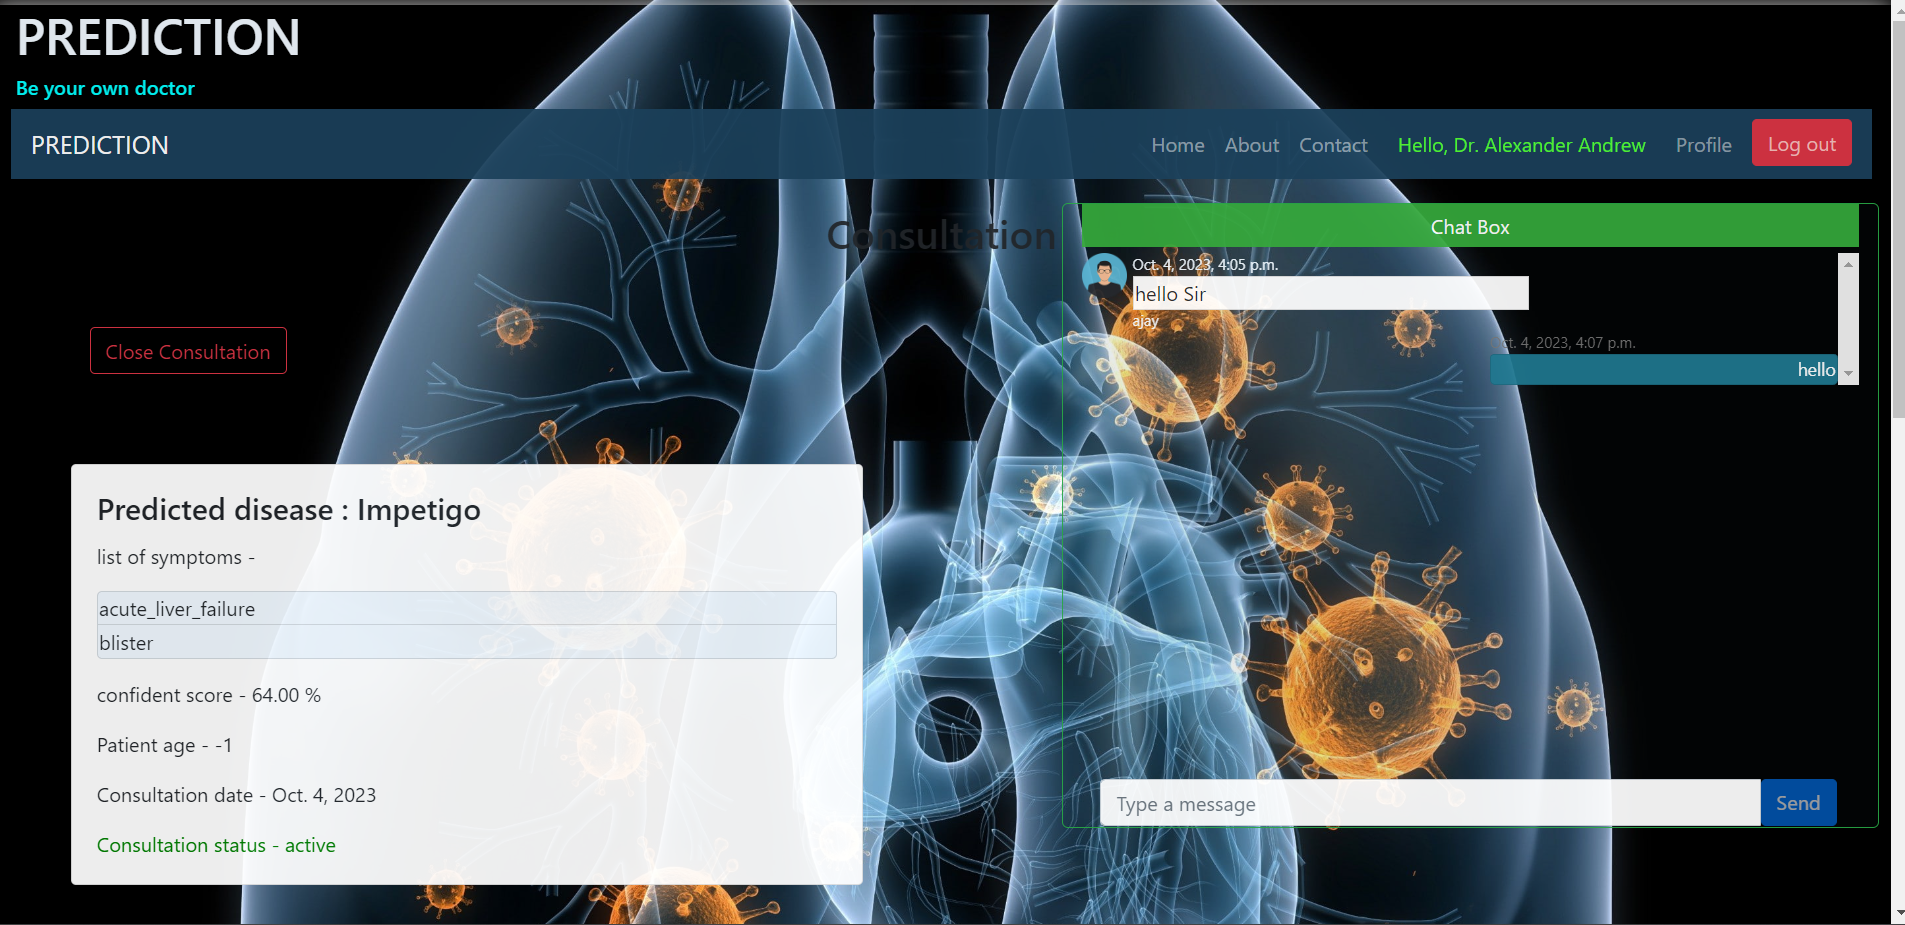 PREDICTION
Be your own doctor
PREDICTION
Home About Contact Hello, Dr. Alexander Andrew Profile Log out
Consultation
Chat Box
Oct. 4, 2023, 4:05 p.m.
hello Sir
ajay
Oct. 4, 2023, 4:07 p.m.
hello
Close Consultation
Predicted disease : Impetigo
list of symptoms -
acute_liver_failure
blister
confident score - 64.00 %
Patient age - -1
Consultation date - Oct. 4, 2023
Consultation status - active
Type a message
Send